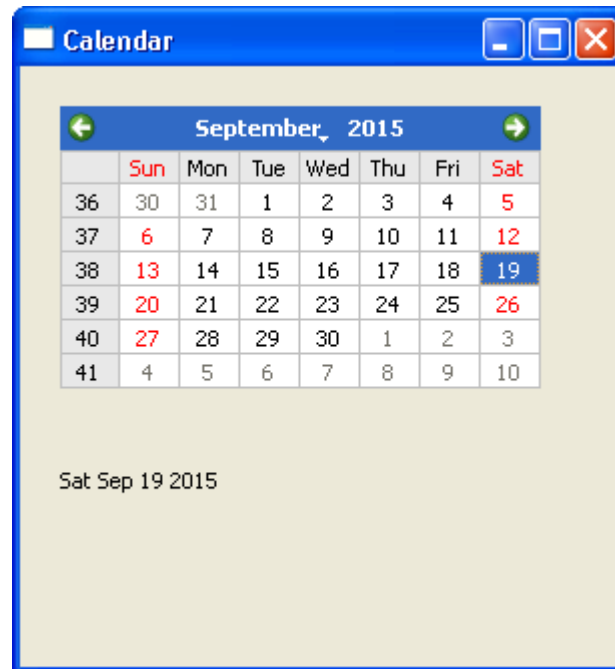 Calendar
September 2015
Sun Mon Tue Wed Thu Fri Sat
36 30 31 1 2 3 4 5
37 6 7 8 9 10 11 12
38 13 14 15 16 17 18 19
39 20 21 22 23 24 25 26
40 27 28 29 30 1 2 3
41 4 5 6 7 8 9 10
Sat Sep 19 2015